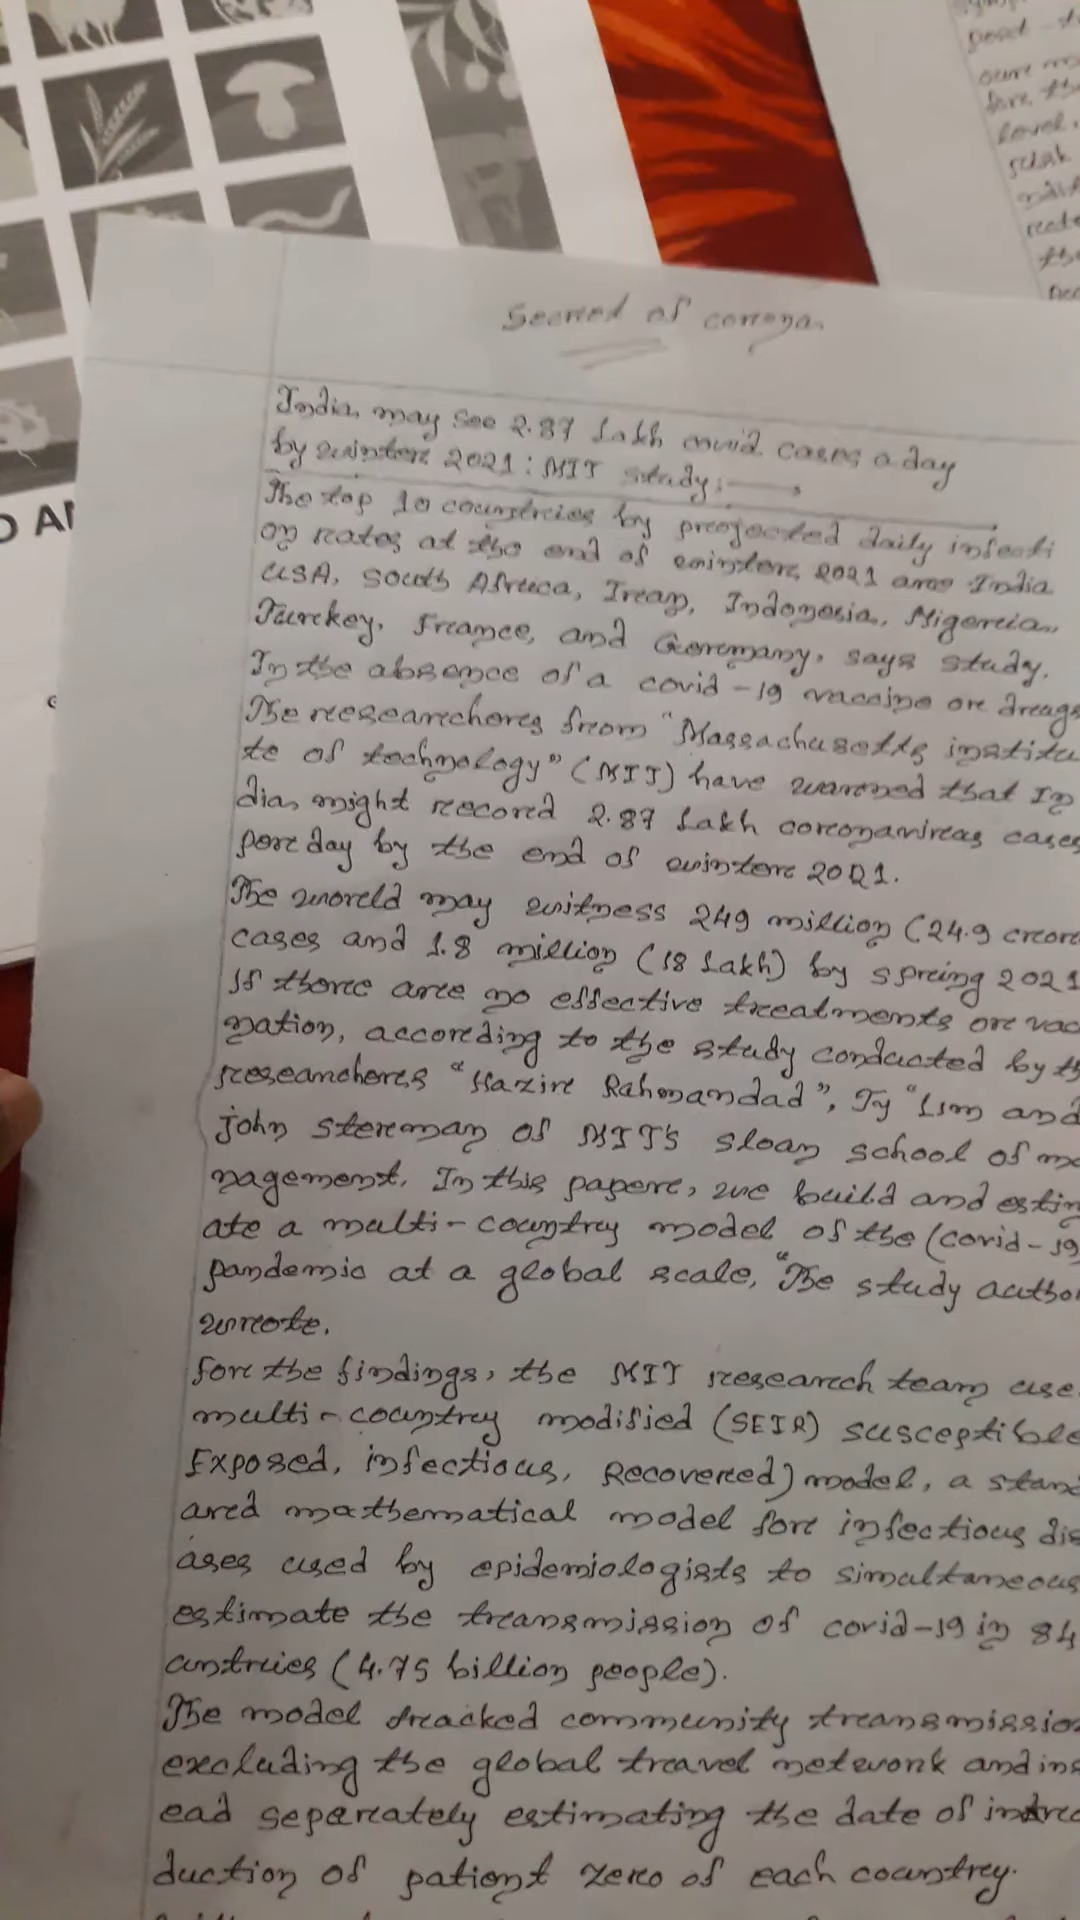 of corona.
India, may see 2.87 Lakh covid cases a day
by winter 2021: MIT study:
The top 10 countries by projected daily infecti
on rates at the end of winter 2021 are India
USA, South Africa, Iran, Indonesia, Nigeria,
Turkey, France, and Germany, says study.
In the absence of a covid-19 vaccine or drugs
The researchers from "Massachusetts institu
te of technology" (MIT) have warned that In
dia, might record 2.87 Lakh coronavirus cases
per day by the end of winter 2021.
The world may witness 249 million (24.9 crore
cases and 1.8 million (18 Lakh) by spring 2021
If there are no effective treatments or vac
nation, according to the study conducted by th
researchers "Hazir Rahmandad", Ty "Lim and
john sterman of MIT's sloan school of ma
nagement. In this paper, we build and estim
ate a multi-country model of the (covid-19
pandemic at a global scale, "The study author
wrote.
for the findings, the MIT research team use
multi-country modified (SEIR) susceptible
Exposed, infectious, Recovered) model, a stand
ard mathematical model for infectious dis
ases used by epidemiologists to simultaneous
estimate the transmission of covid-19 in 84
untries (4.75 billion people).
The model tracked community transmission
excluding the global travel network and ins
ead seperately estimating the date of intro
duction of patient zero of each country.